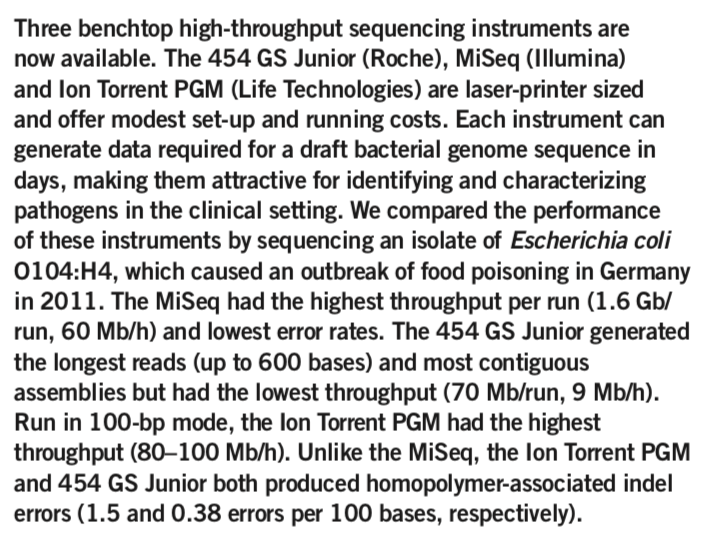 Three benchtop high-throughput sequencing instruments are
now available. The 454 GS Junior (Roche), MiSeq (Illumina)
and Ion Torrent PGM (Life Technologies) are laser-printer sized
and offer modest set-up and running costs. Each instrument can
generate data required for a draft bacterial genome sequence in
days, making them attractive for identifying and characterizing
pathogens in the clinical setting. We compared the performance
of these instruments by sequencing an isolate of Escherichia coli
O104:H4, which caused an outbreak of food poisoning in Germany
in 2011. The MiSeq had the highest throughput per run (1.6 Gb/
run, 60 Mb/h) and lowest error rates. The 454 GS Junior generated
the longest reads (up to 600 bases) and most contiguous
assemblies but had the lowest throughput (70 Mb/run, 9 Mb/h).
Run in 100-bp mode, the Ion Torrent PGM had the highest
throughput (80–100 Mb/h). Unlike the MiSeq, the Ion Torrent PGM
and 454 GS Junior both produced homopolymer-associated indel
errors (1.5 and 0.38 errors per 100 bases, respectively).